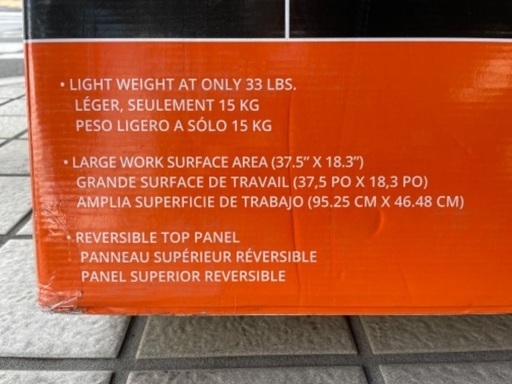 • LIGHT WEIGHT AT ONLY 33 LBS.
LÉGER, SEULEMENT 15 KG
PESO LIGERO A SÓLO 15 KG
• LARGE WORK SURFACE AREA (37.5” X 18.3”)
GRANDE SURFACE DE TRAVAIL (37,5 PO X 18,3 PO)
AMPLIA SUPERFICIE DE TRABAJO (95.25 CM X 46.48 CM)
• REVERSIBLE TOP PANEL
PANNEAU SUPÉRIEUR RÉVERSIBLE
PANEL SUPERIOR REVERSIBLE